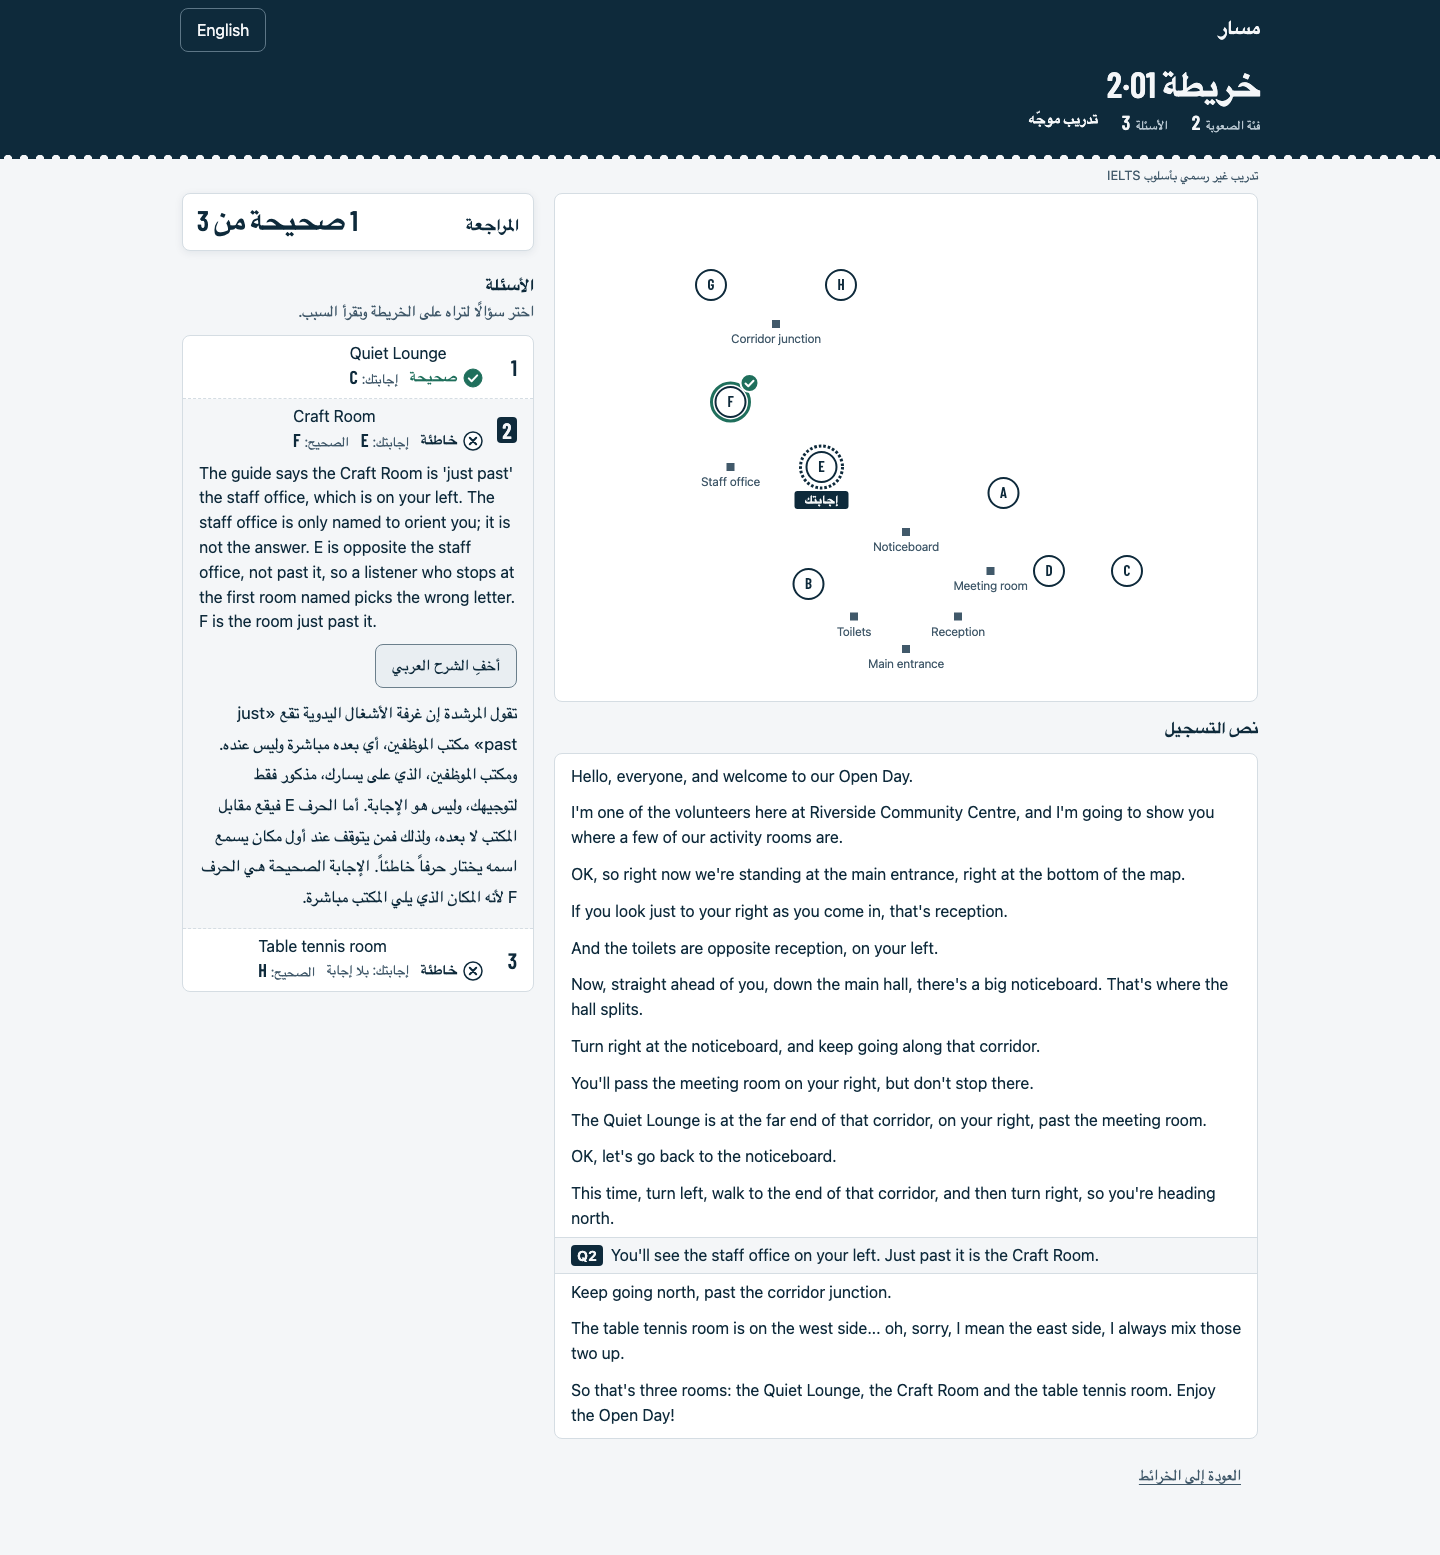 مسار
English
خريطة 2·01
فئة الصعوبة 2 الأسئلة 3 تدريب موجّه
تدريب غير رسمي بأسلوب IELTS
المراجعة
1 صحيحة من 3
الأسئلة
اختر سؤالًا لتراه على الخريطة وتقرأ السبب.
1
Quiet Lounge
صحيحة إجابتك: C
2
Craft Room
خاطئة إجابتك: E الصحيح: F
The guide says the Craft Room is 'just past'
the staff office, which is on your left. The
staff office is only named to orient you; it is
not the answer. E is opposite the staff
office, not past it, so a listener who stops at
the first room named picks the wrong letter.
F is the room just past it.
أخفِ الشرح العربي
تقول المرشدة إن غرفة الأشغال اليدوية تقع «just
past» مكتب الموظفين، أي بعده مباشرة وليس عنده.
ومكتب الموظفين، الذي على يسارك، مذكور فقط
لتوجيهك، وليس هو الإجابة. أما الحرف E فيقع مقابل
المكتب لا بعده، ولذلك فمن يتوقف عند أول مكان يسمع
اسمه يختار حرفاً خاطئاً. الإجابة الصحيحة هي الحرف
F لأنه المكان الذي يلي المكتب مباشرة.
3
Table tennis room
خاطئة إجابتك: بلا إجابة الصحيح: H
G
H
Corridor junction
F
Staff office
E
إجابتك
A
Noticeboard
B
Meeting room
D
C
Toilets
Reception
Main entrance
نص التسجيل
Hello, everyone, and welcome to our Open Day.
I'm one of the volunteers here at Riverside Community Centre, and I'm going to show you
where a few of our activity rooms are.
OK, so right now we're standing at the main entrance, right at the bottom of the map.
If you look just to your right as you come in, that's reception.
And the toilets are opposite reception, on your left.
Now, straight ahead of you, down the main hall, there's a big noticeboard. That's where the
hall splits.
Turn right at the noticeboard, and keep going along that corridor.
You'll pass the meeting room on your right, but don't stop there.
The Quiet Lounge is at the far end of that corridor, on your right, past the meeting room.
OK, let's go back to the noticeboard.
This time, turn left, walk to the end of that corridor, and then turn right, so you're heading
north.
Q2 You'll see the staff office on your left. Just past it is the Craft Room.
Keep going north, past the corridor junction.
The table tennis room is on the west side... oh, sorry, I mean the east side, I always mix those
two up.
So that's three rooms: the Quiet Lounge, the Craft Room and the table tennis room. Enjoy
the Open Day!
العودة إلى الخرائط